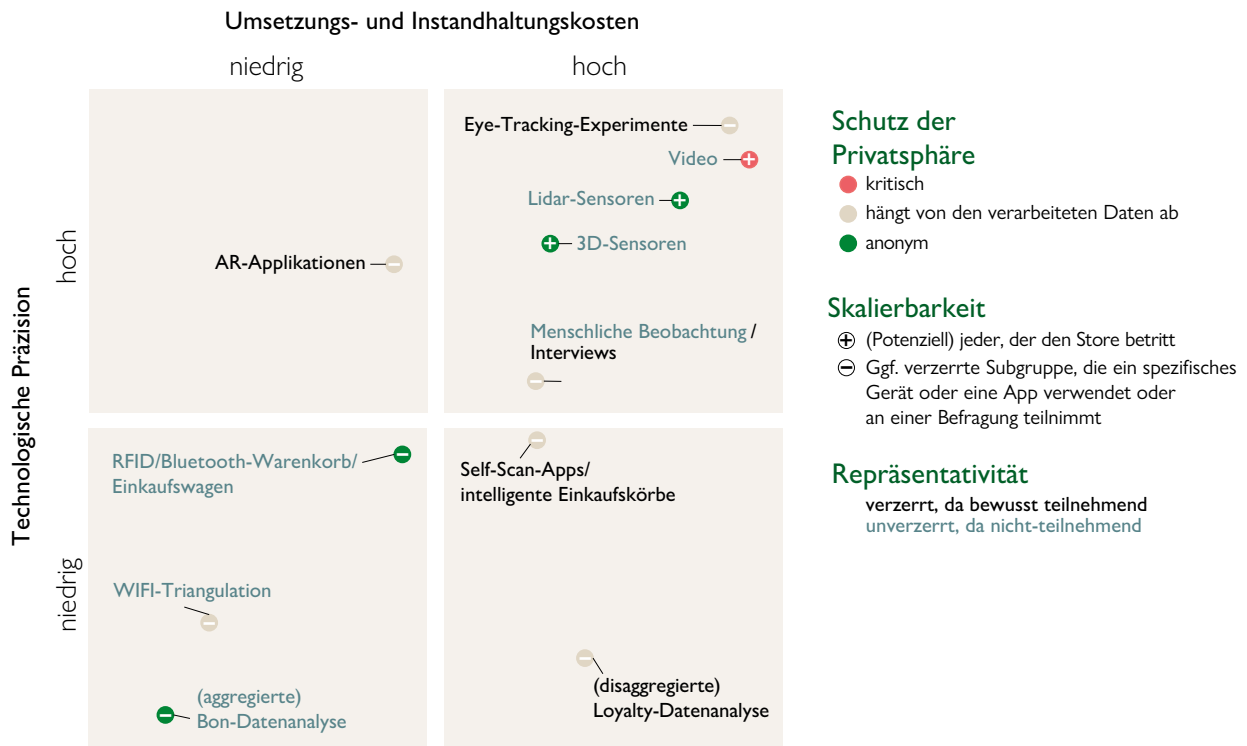 Umsetzungs- und Instandhaltungskosten
niedrig
hoch
Technologische Präzision
hoch
niedrig
AR-Applikationen
Eye-Tracking-Experimente
Video
Lidar-Sensoren
3D-Sensoren
Menschliche Beobachtung /
Interviews
RFID/Bluetooth-Warenkorb/
Einkaufswagen
WIFI-Triangulation
(aggregierte)
Bon-Datenanalyse
Self-Scan-Apps/
intelligente Einkaufskörbe
(disaggregierte)
Loyalty-Datenanalyse
Schutz der
Privatsphäre
kritisch
hängt von den verarbeiteten Daten ab
anonym
Skalierbarkeit
(Potenziell) jeder, der den Store betritt
Ggf. verzerrte Subgruppe, die ein spezifisches
Gerät oder eine App verwendet oder
an einer Befragung teilnimmt
Repräsentativität
verzerrt, da bewusst teilnehmend
unverzerrt, da nicht-teilnehmend